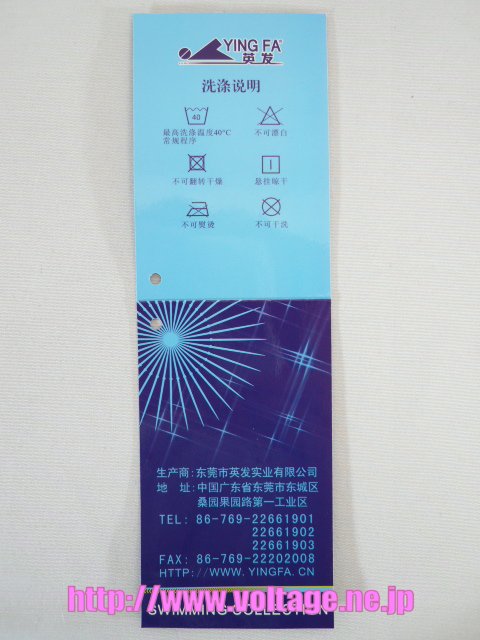 YING FA®
英发
洗涤说明
40
最高洗涤温度40°C
常规程序
不可漂白
不可翻转干燥
悬挂晾干
不可熨烫
不可干洗
生产商:东莞市英发实业有限公司
地 址:中国广东省东莞市东城区
桑园果园路第一工业区
TEL: 86-769-22661901
22661902
22661903
FAX: 86-769-22202008
HTTP://WWW.YINGFA.CN
http://www.voltage.ne.jp
SWIMMING COLLECTION